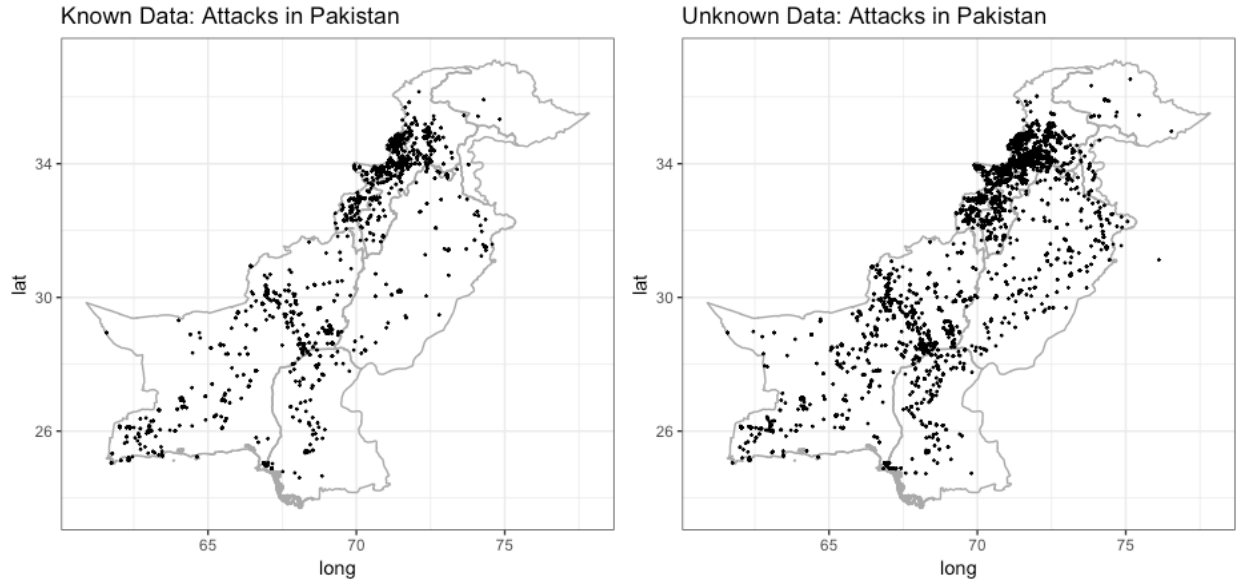 Known Data: Attacks in Pakistan
34
30
26
lat
65
70
75
long
Unknown Data: Attacks in Pakistan
34
30
26
lat
65
70
75
long